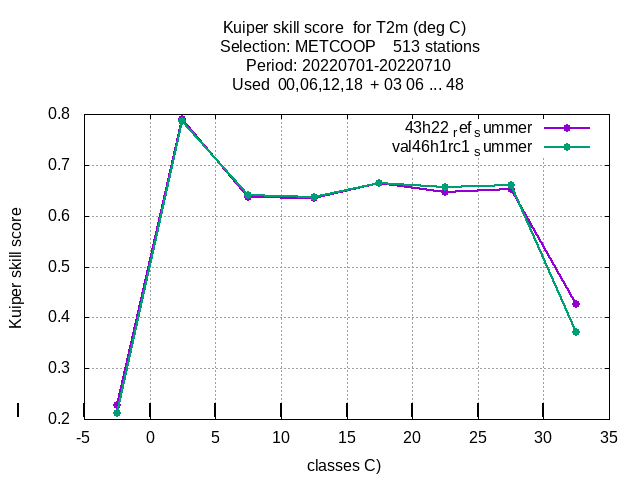 Kuiper skill score  for T2m (deg C)
Selection: METCOOP    513 stations
Period: 20220701-20220710
Used  00,06,12,18  + 03 06 ... 48
43h22 ref summer
val46h1rc1 summer
0.8
0.7
0.6
0.5
0.4
0.3
0.2
Kuiper skill score
-5
0
5
10
15
20
25
30
35
classes C)